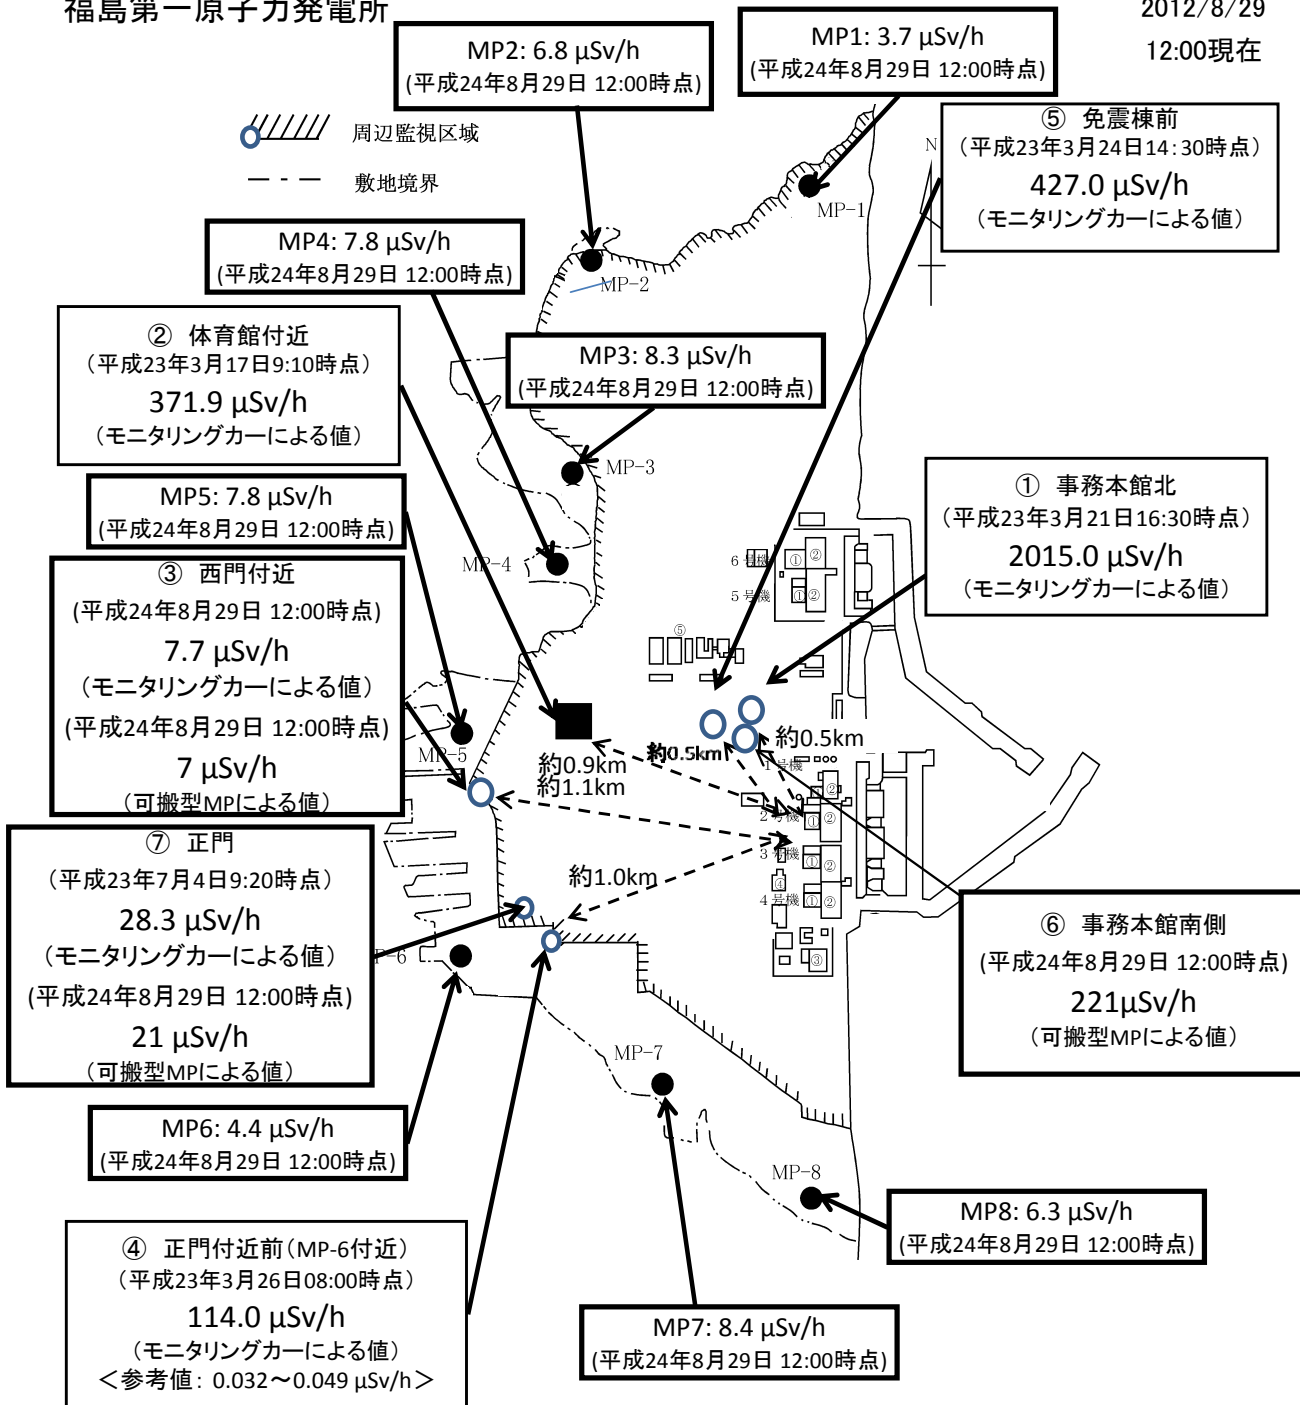 福島第一原子力発電所
2012/8/29
12:00現在
MP2: 6.8 μSv/h
(平成24年8月29日 12:00時点)
MP1: 3.7 μSv/h
(平成24年8月29日 12:00時点)
周辺監視区域
敷地境界
⑤ 免震棟前
(平成23年3月24日14:30時点)
427.0 μSv/h
(モニタリングカーによる値)
N
MP-1
MP4: 7.8 μSv/h
(平成24年8月29日 12:00時点)
MP-2
② 体育館付近
(平成23年3月17日9:10時点)
371.9 μSv/h
(モニタリングカーによる値)
MP3: 8.3 μSv/h
(平成24年8月29日 12:00時点)
MP-3
MP5: 7.8 μSv/h
(平成24年8月29日 12:00時点)
① 事務本館北
(平成23年3月21日16:30時点)
2015.0 μSv/h
(モニタリングカーによる値)
MP-4
6号機
① ②
5号機
① ②
③ 西門付近
(平成24年8月29日 12:00時点)
7.7 μSv/h
(モニタリングカーによる値)
(平成24年8月29日 12:00時点)
7 μSv/h
(可搬型MPによる値)
⑤
MP-5
約0.9km
約1.1km
約0.5km
約0.5km
1号機
②
2号機
① ②
3号機
① ②
④
4号機
① ②
③
約1.0km
⑦ 正門
(平成23年7月4日9:20時点)
28.3 μSv/h
(モニタリングカーによる値)
(平成24年8月29日 12:00時点)
21 μSv/h
(可搬型MPによる値)
P-6
⑥ 事務本館南側
(平成24年8月29日 12:00時点)
221μSv/h
(可搬型MPによる値)
MP-7
MP6: 4.4 μSv/h
(平成24年8月29日 12:00時点)
MP-8
MP8: 6.3 μSv/h
(平成24年8月29日 12:00時点)
④ 正門付近前(MP-6付近)
(平成23年3月26日08:00時点)
114.0 μSv/h
(モニタリングカーによる値)
<参考値: 0.032～0.049 μSv/h>
MP7: 8.4 μSv/h
(平成24年8月29日 12:00時点)